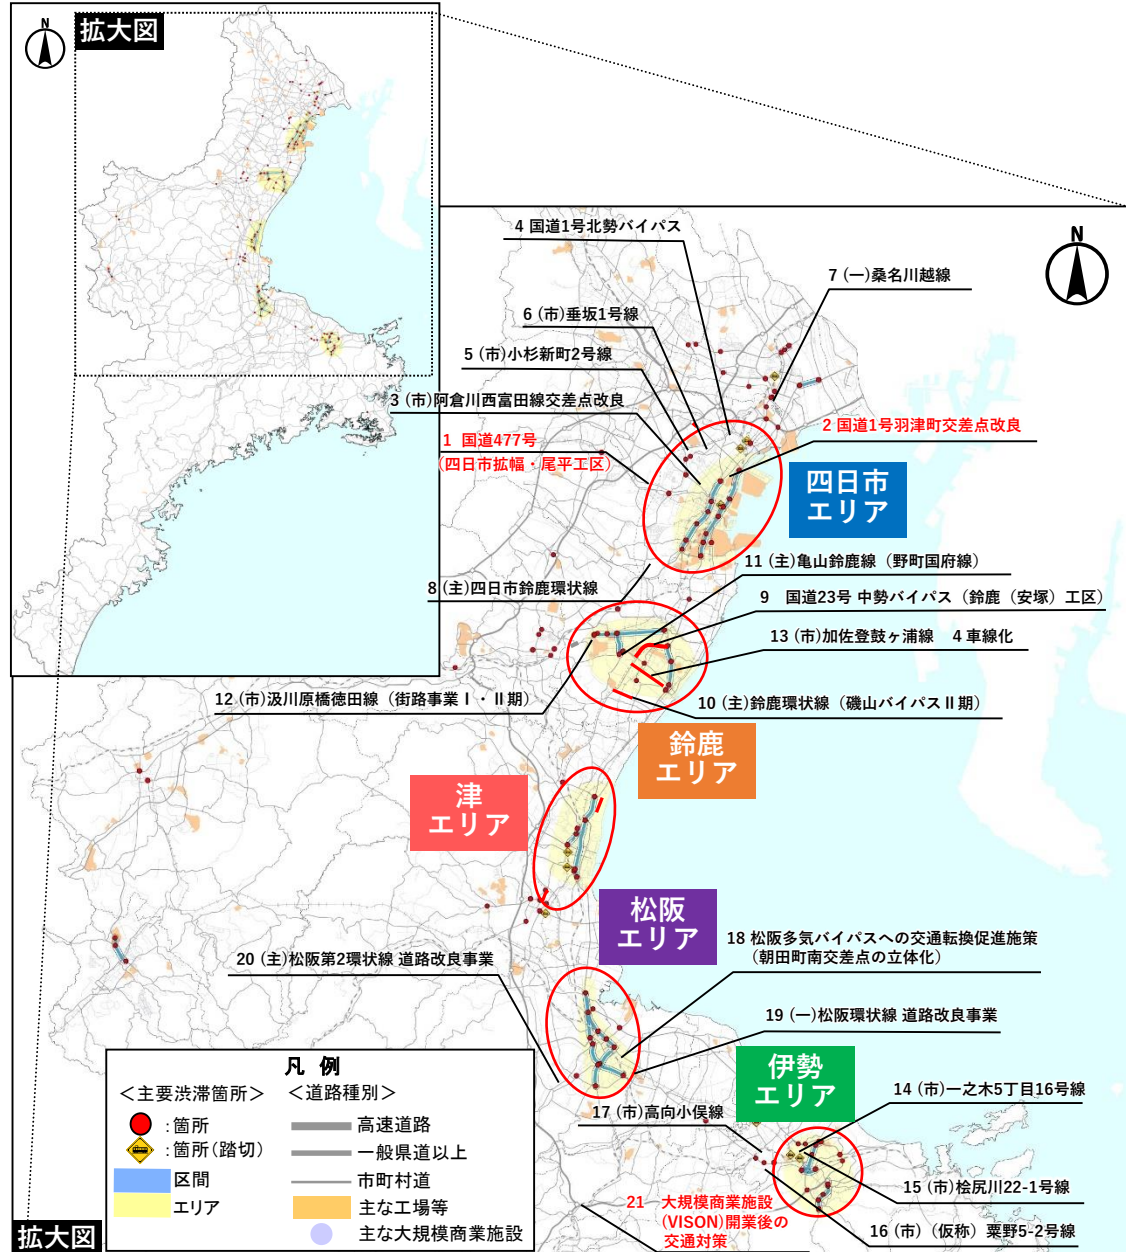 N
拡大図
N
4 国道1号北勢バイパス
7 (一)桑名川越線
6 (市)垂坂1号線
5 (市)小杉新町2号線
3 (市)阿倉川西富田線交差点改良
2 国道1号羽津町交差点改良
1 国道477号
(四日市拡幅・尾平工区)
四日市
エリア
11 (主)亀山鈴鹿線（野町国府線）
8 (主)四日市鈴鹿環状線
9 国道23号 中勢バイパス（鈴鹿（安塚）工区）
13 (市)加佐登鼓ヶ浦線 4車線化
12 (市)汲川原橋徳田線（街路事業Ⅰ・Ⅱ期）
10 (主)鈴鹿環状線（磯山バイパスⅡ期）
鈴鹿
エリア
津
エリア
松阪
エリア
18 松阪多気バイパスへの交通転換促進施策
（朝田町南交差点の立体化）
20 (主)松阪第2環状線 道路改良事業
19 (一)松阪環状線 道路改良事業
伊勢
エリア
14 (市)一之木5丁目16号線
17 (市)高向小俣線
15 (市)桧尻川22-1号線
16 (市)（仮称）粟野5-2号線
21 大規模商業施設
(VISON)開業後の
交通対策
凡 例
＜主要渋滞箇所＞ ＜道路種別＞
:箇所 高速道路
:箇所(踏切) 一般県道以上
区間 市町村道
エリア 主な工場等
主な大規模商業施設
拡大図